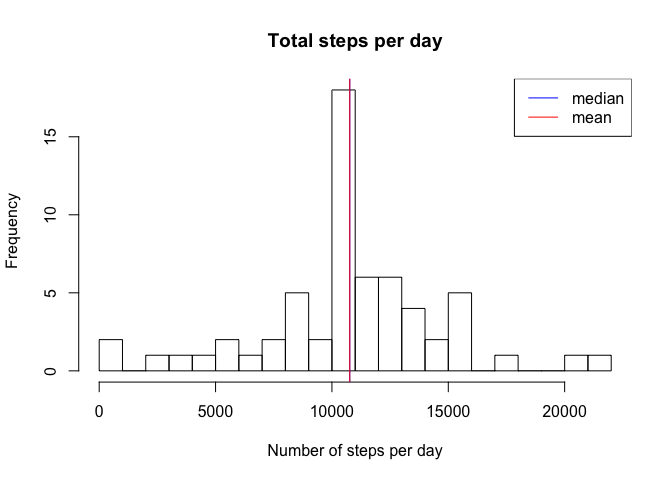 Total steps per day
median
mean
Frequency
0
5
10
15
0
5000
10000
15000
20000
Number of steps per day